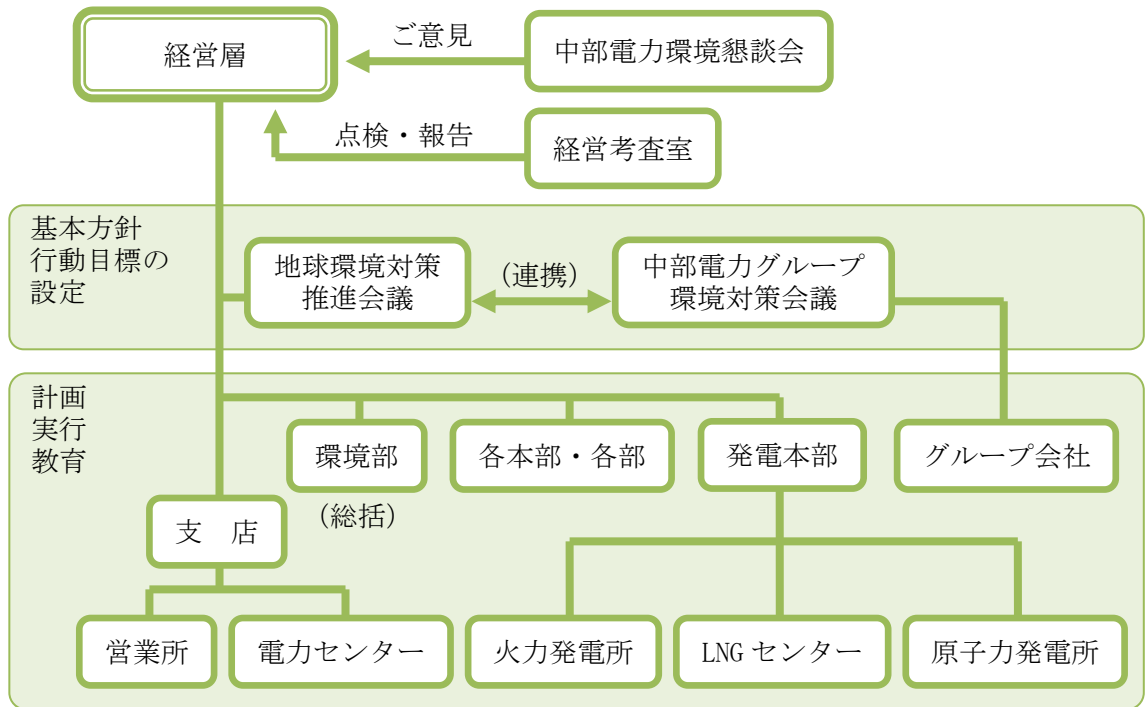 経営層
ご意見
中部電力環境懇談会
点検・報告
経営考査室
基本方針
行動目標の
設定
地球環境対策
推進会議
(連携)
中部電力グループ
環境対策会議
計画
実行
教育
環境部
(総括)
各本部・各部
発電本部
グループ会社
支　店
営業所
電力センター
火力発電所
LNG センター
原子力発電所